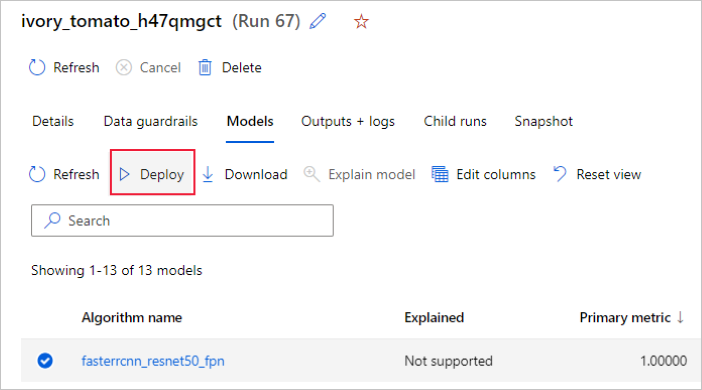 ivory_tomato_h47qmgct (Run 67)
Refresh Cancel Delete
Details Data guardrails Models Outputs + logs Child runs Snapshot
Refresh Deploy Download Explain model Edit columns Reset view
Search
Showing 1-13 of 13 models
Algorithm name Explained Primary metric ↓
fasterrcnn_resnet50_fpn Not supported 1.00000